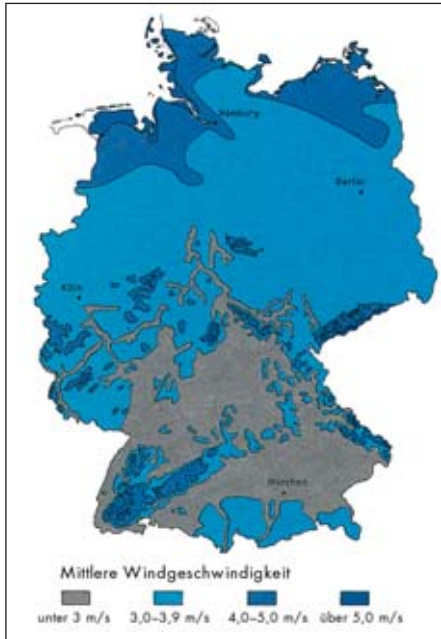 Hamburg
Berlin
Köln
München
Mittlere Windgeschwindigkeit
unter 3 m/s 3,0–3,9 m/s 4,0–5,0 m/s über 5,0 m/s